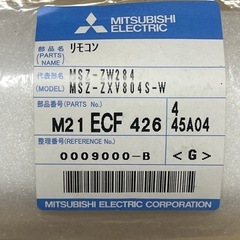 MITSUBISHI
ELECTRIC
部品名 リモコン
(PARTS
NAME)
代表形名 MSZ-ZW284
(MODEL) MSZ-ZXV804S-W
部品番号 4
M21 ECF 426 45A04
整理番号
(REFERENCE NO.)
0009000-B <G>
MITSUBISHI ELECTRIC CORPORATION